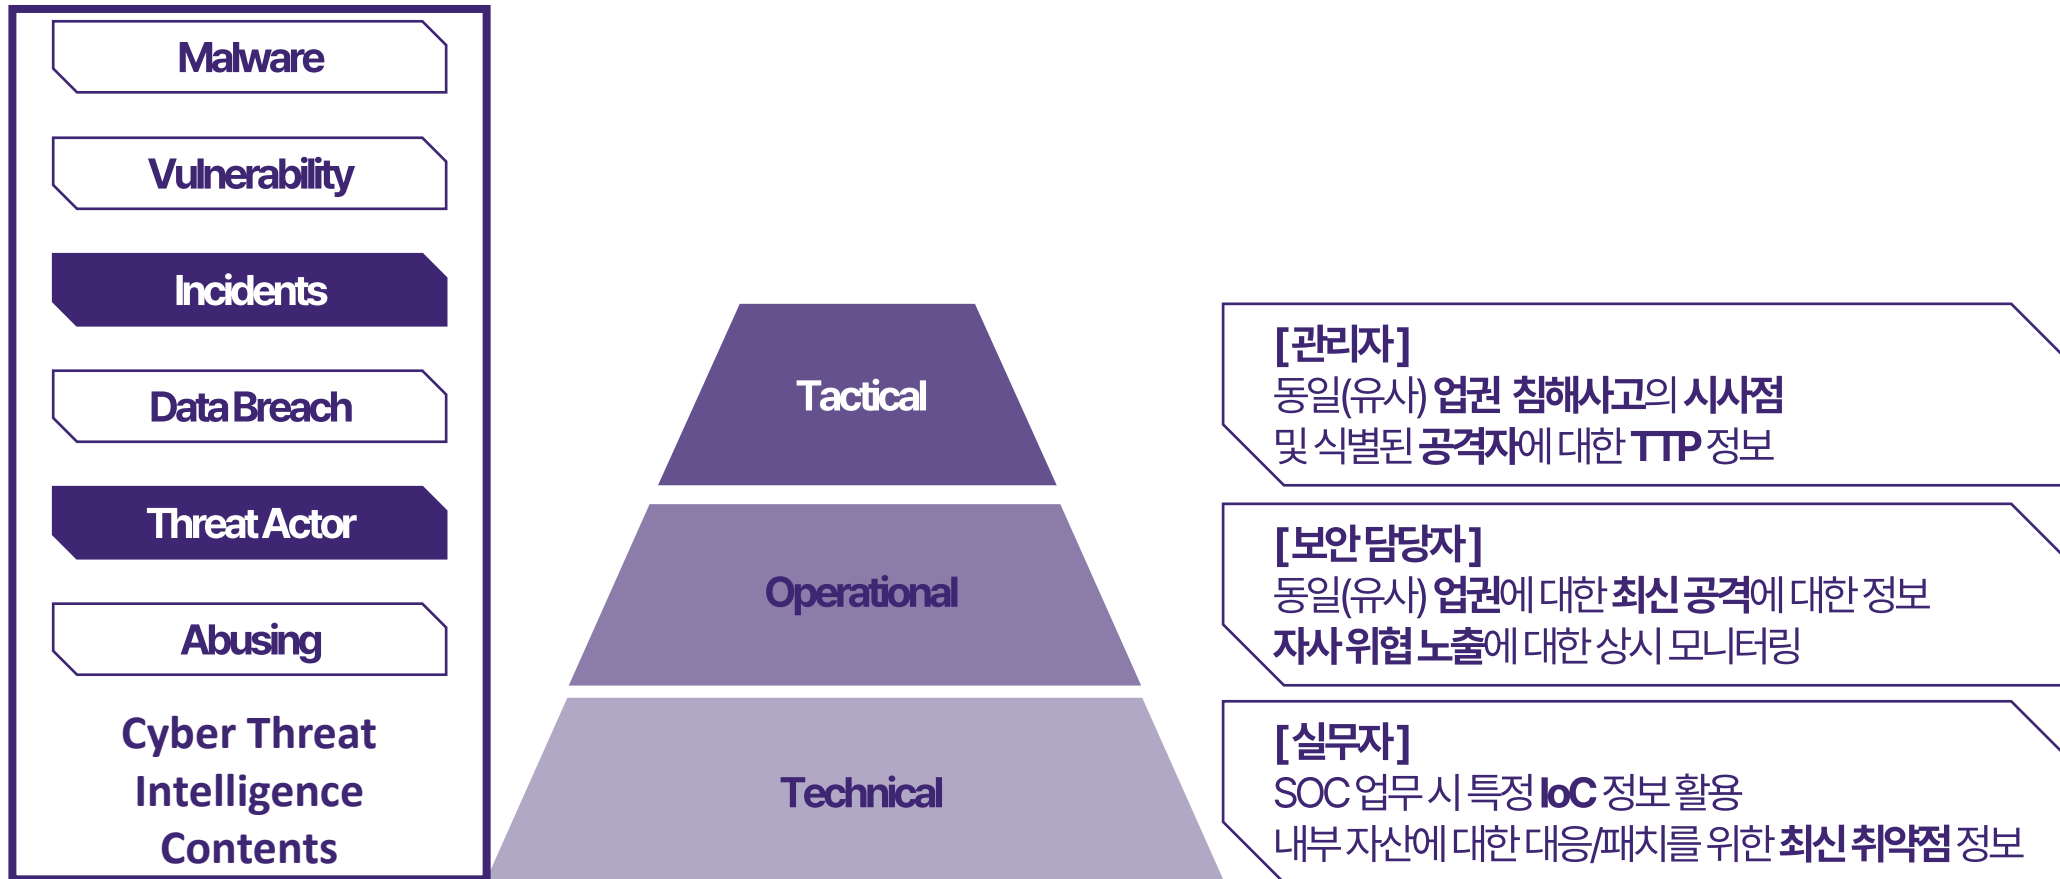 Malware
Vulnerability
Incidents
Data Breach
Threat Actor
Abusing
Cyber Threat
Intelligence
Contents
Tactical
Operational
Technical
[관리자]
동일(유사) 업권 침해사고의 시사점
및 식별된 공격자에 대한 TTP 정보
[보안 담당자]
동일(유사) 업권에 대한 최신 공격에 대한 정보
자사 위협 노출에 대한 상시 모니터링
[실무자]
SOC 업무 시 특정 IoC 정보 활용
내부 자산에 대한 대응/패치를 위한 최신 취약점 정보